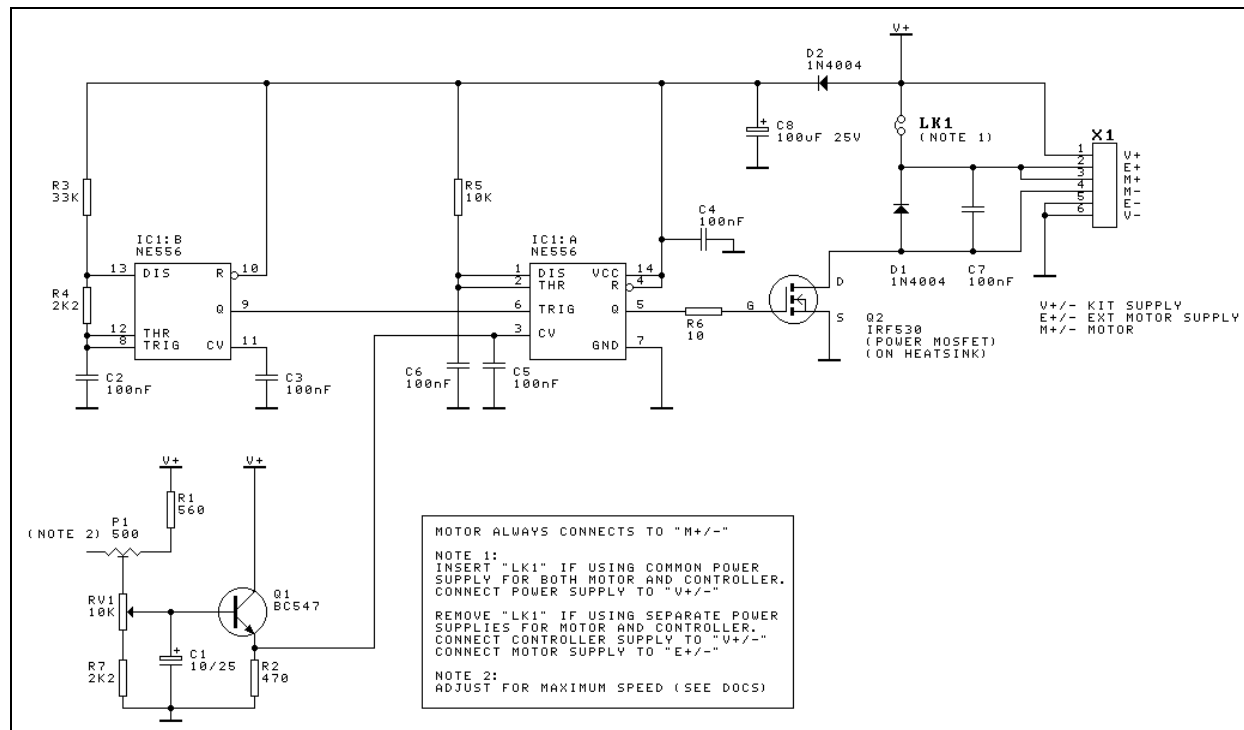 V+
D2
1N4004
C8
100uF 25V
+
LK1
(NOTE 1)
X1
1 V+
2 E+
3 M+
4 M-
5 E-
6 V-
R3
33K
R5
10K
C4
100nF
IC1:B
NE556
13 DIS
R 10
R4
2K2
Q 9
12 THR
8 TRIG
CV 11
C2
100nF
C3
100nF
IC1:A
NE556
1 DIS
2 THR
VCC 14
R 4
6 TRIG
Q 5
3 CV
GND 7
C6
100nF
C5
100nF
R6
10
G
D
S
Q2
IRF530
(POWER MOSFET)
(ON HEATSINK)
D1
1N4004
C7
100nF
V+/- KIT SUPPLY
E+/- EXT MOTOR SUPPLY
M+/- MOTOR
V+
V+
R1
560
P1
(NOTE 2) 500
RV1
10K
Q1
BC547
+
C1
10/25
R7
2K2
R2
470
MOTOR ALWAYS CONNECTS TO "M+/-"
NOTE 1:
INSERT "LK1" IF USING COMMON POWER
SUPPLY FOR BOTH MOTOR AND CONTROLLER.
CONNECT POWER SUPPLY TO "V+/-"
REMOVE "LK1" IF USING SEPARATE POWER
SUPPLIES FOR MOTOR AND CONTROLLER.
CONNECT CONTROLLER SUPPLY TO "V+/-"
CONNECT MOTOR SUPPLY TO "E+/-"
NOTE 2:
ADJUST FOR MAXIMUM SPEED (SEE DOCS)